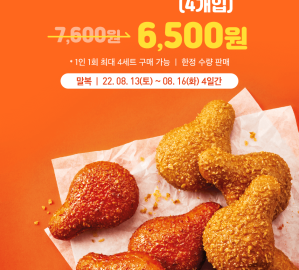 (4개입)
7,600원 6,500원
* 1인 1회 최대 4세트 구매 가능 | 한정 수량 판매
말복 | 22. 08. 13(토) ~ 08. 16(화) 4일간